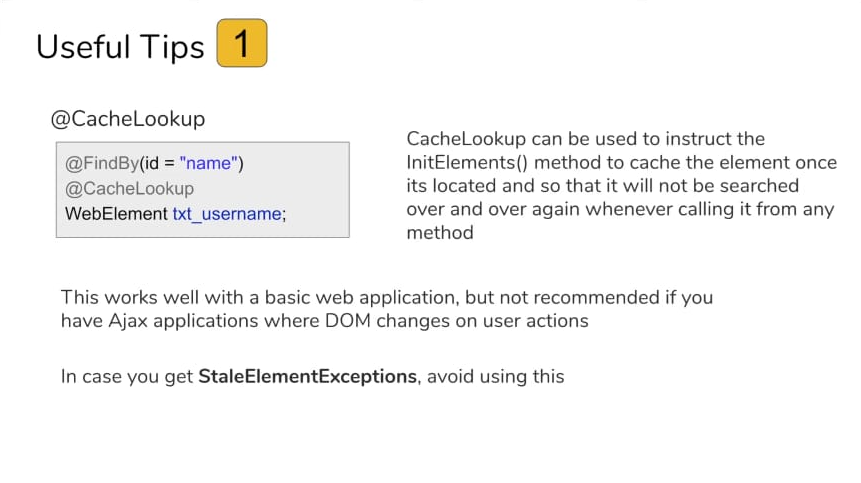 Useful Tips 1
@CacheLookup
@FindBy(id = "name")
@CacheLookup
WebElement txt_username;
CacheLookup can be used to instruct the
InitElements() method to cache the element once
its located and so that it will not be searched
over and over again whenever calling it from any
method
This works well with a basic web application, but not recommended if you
have Ajax applications where DOM changes on user actions
In case you get StaleElementExceptions, avoid using this